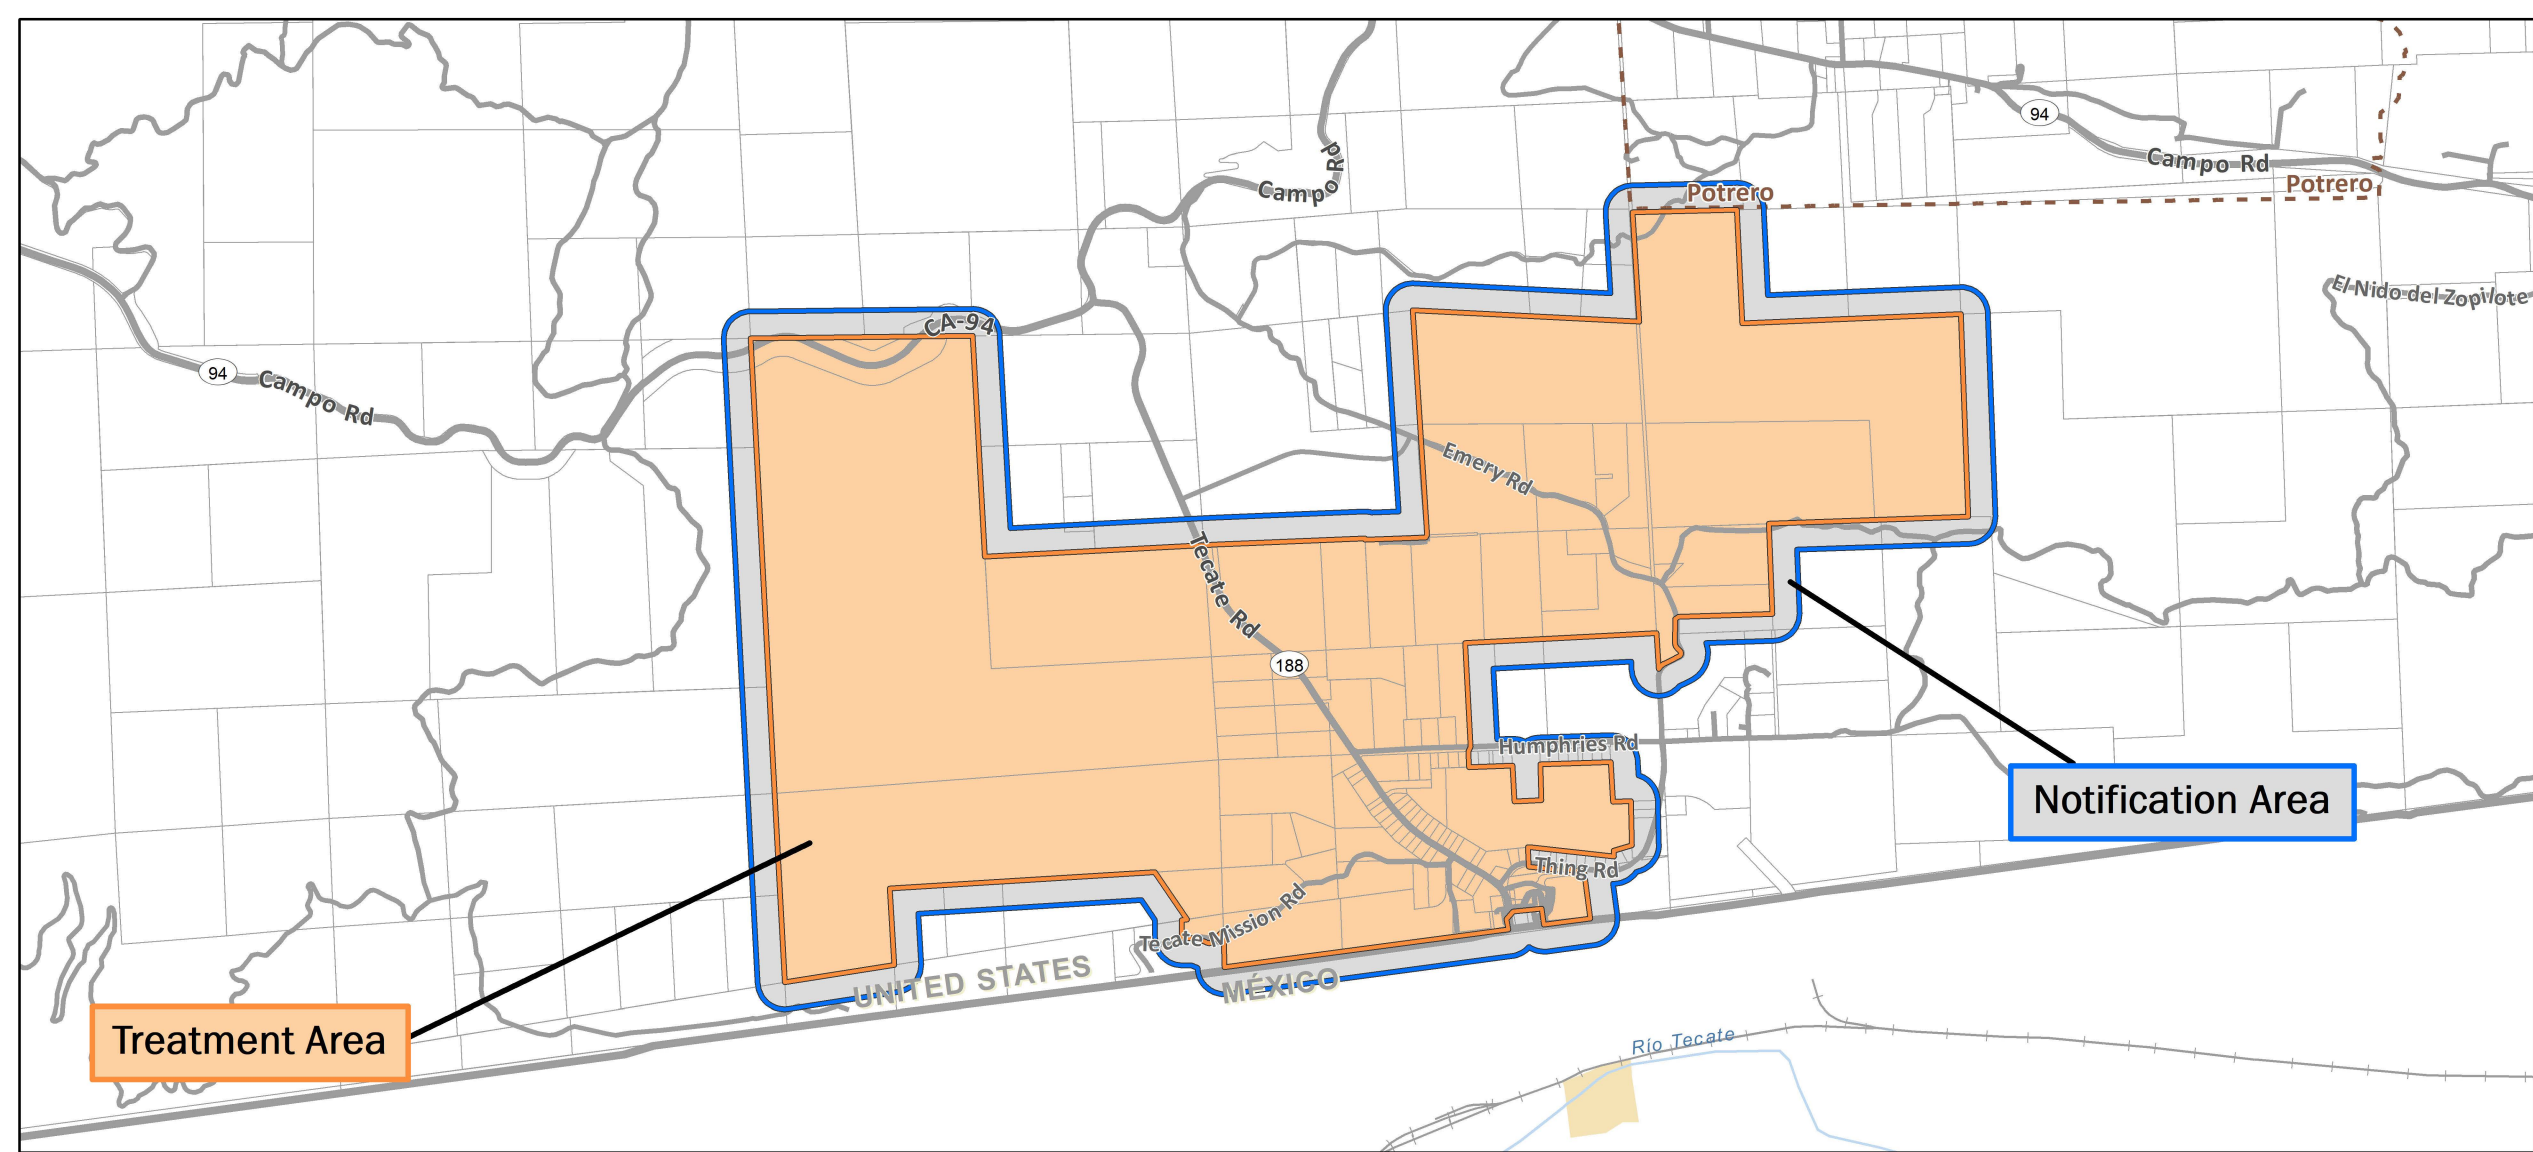 94
Campo Rd
Campo Rd
Potrero
Potrero
El Nido del Zopilote
CA-94
94
Campo Rd
Emery Rd
Tecate Rd
188
Humphries Rd
Notification Area
Thing Rd
Tecate Mission Rd
UNITED STATES
MÉXICO
Treatment Area
Río Tecate